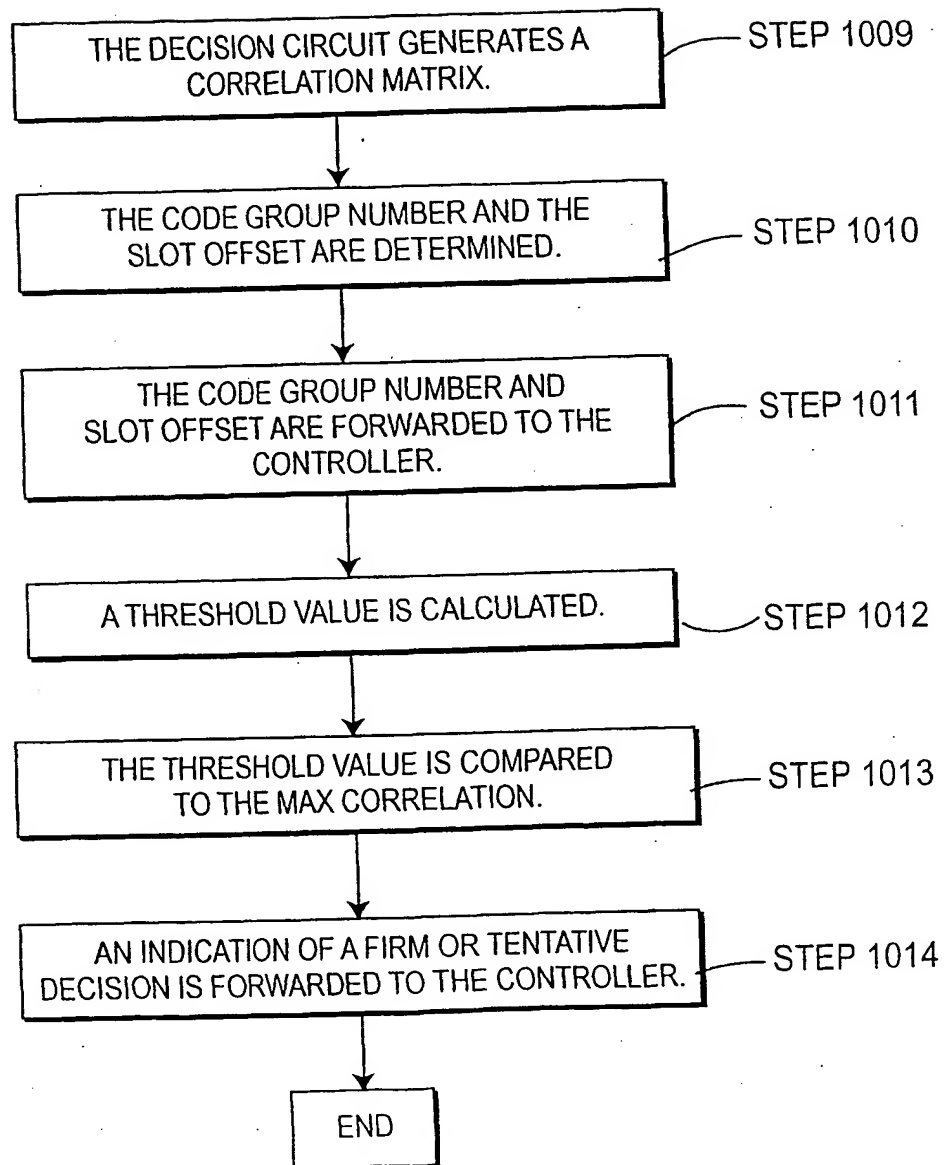 THE DECISION CIRCUIT GENERATES A
CORRELATION MATRIX.
STEP 1009
THE CODE GROUP NUMBER AND THE
SLOT OFFSET ARE DETERMINED.
STEP 1010
THE CODE GROUP NUMBER AND
SLOT OFFSET ARE FORWARDED TO THE
CONTROLLER.
STEP 1011
A THRESHOLD VALUE IS CALCULATED.
STEP 1012
THE THRESHOLD VALUE IS COMPARED
TO THE MAX CORRELATION.
STEP 1013
AN INDICATION OF A FIRM OR TENTATIVE
DECISION IS FORWARDED TO THE CONTROLLER.
STEP 1014
END